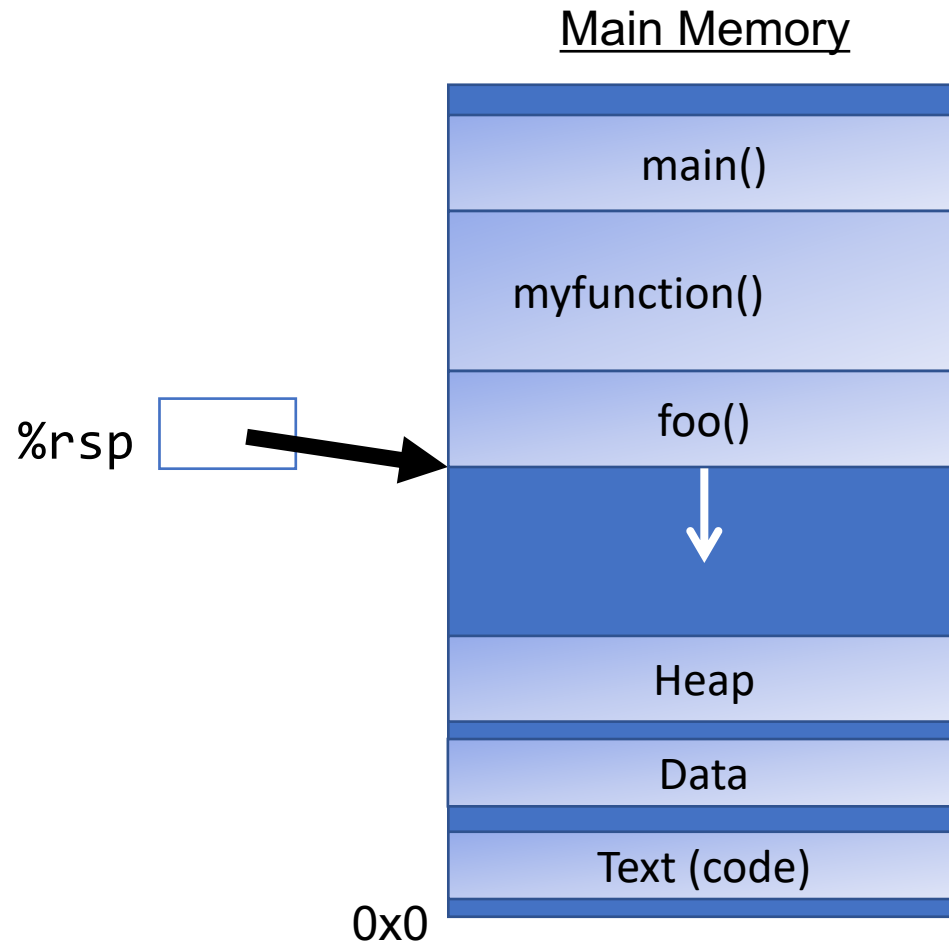 Main Memory
main()
myfunction()
foo()
%rsp
Heap
Data
Text (code)
0x0